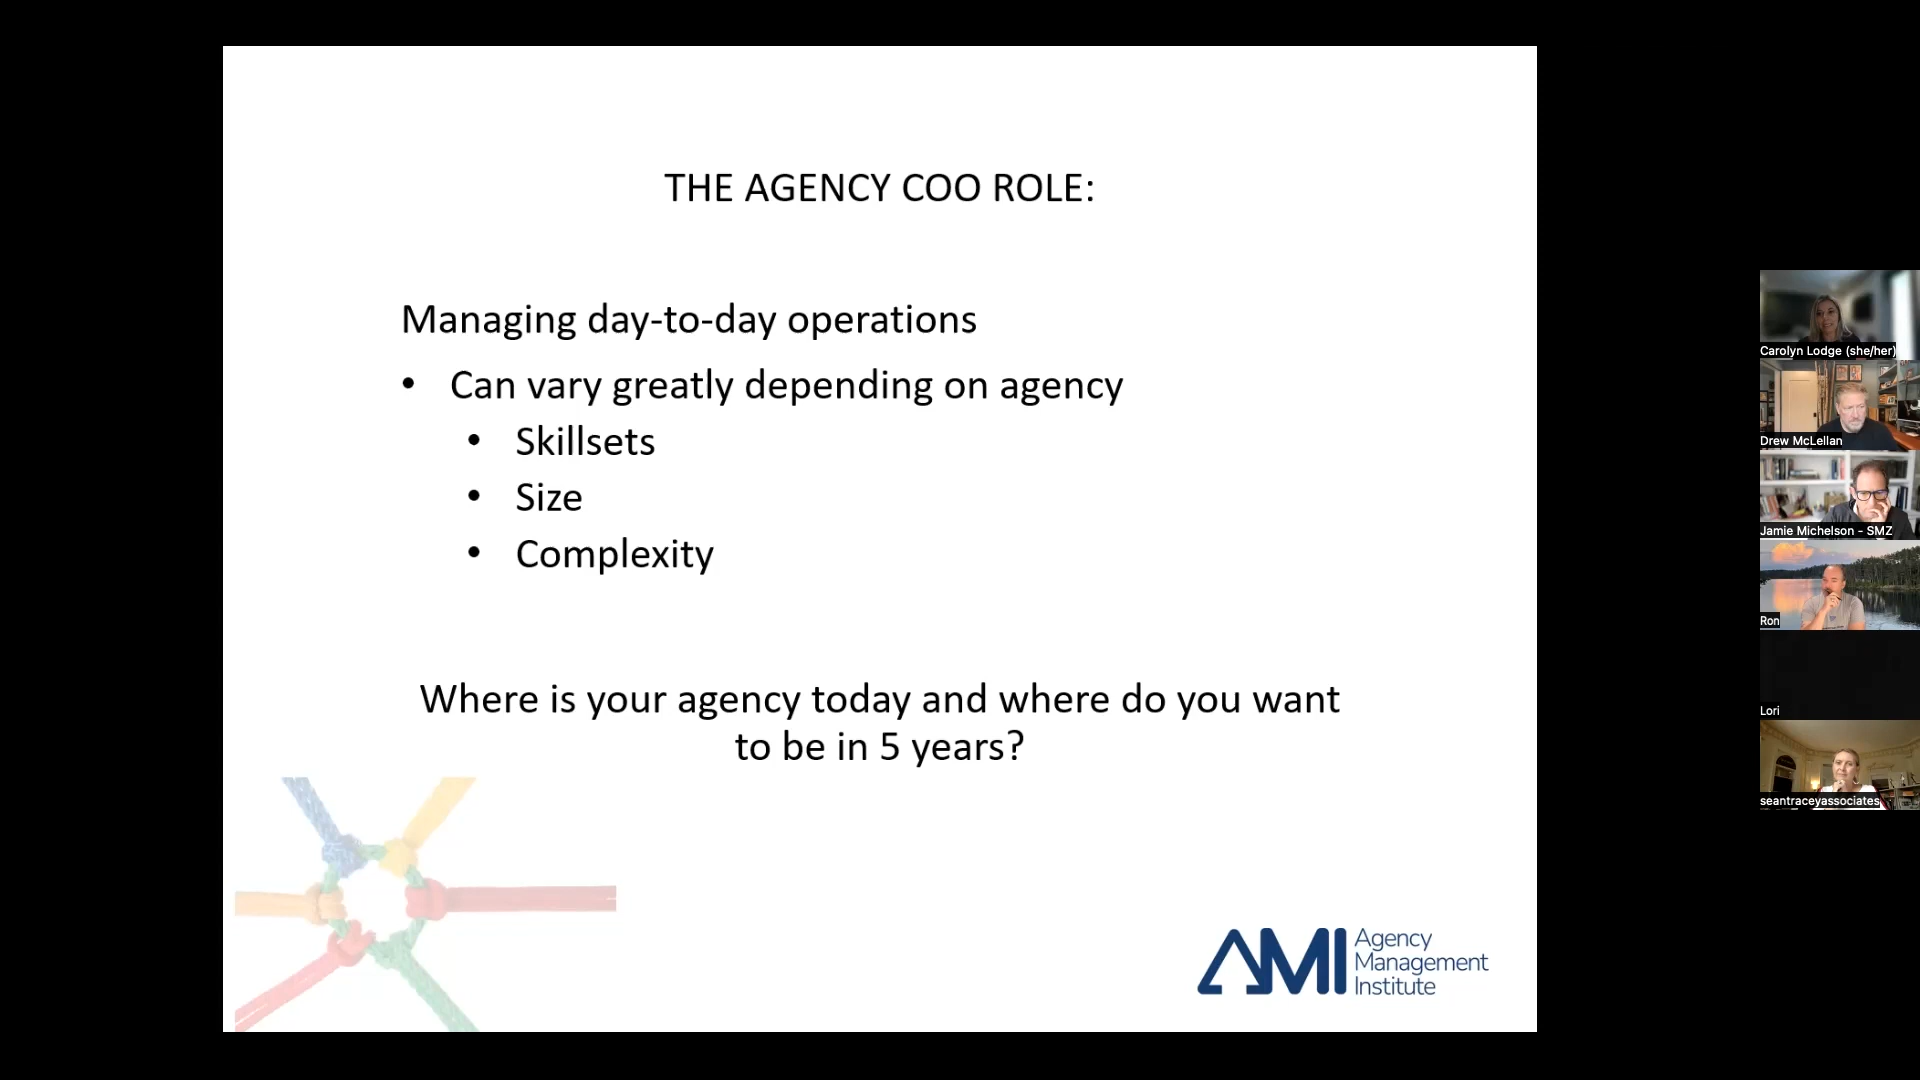 THE AGENCY COO ROLE:
Managing day-to-day operations
• Can vary greatly depending on agency
• Skillsets
• Size
• Complexity
Where is your agency today and where do you want
to be in 5 years?
AMI
Agency
Management
Institute
Carolyn Lodge (she/her)
Drew McLellan
Jamie Michelson - SMZ
Ron
Lori
seantraceyassociates